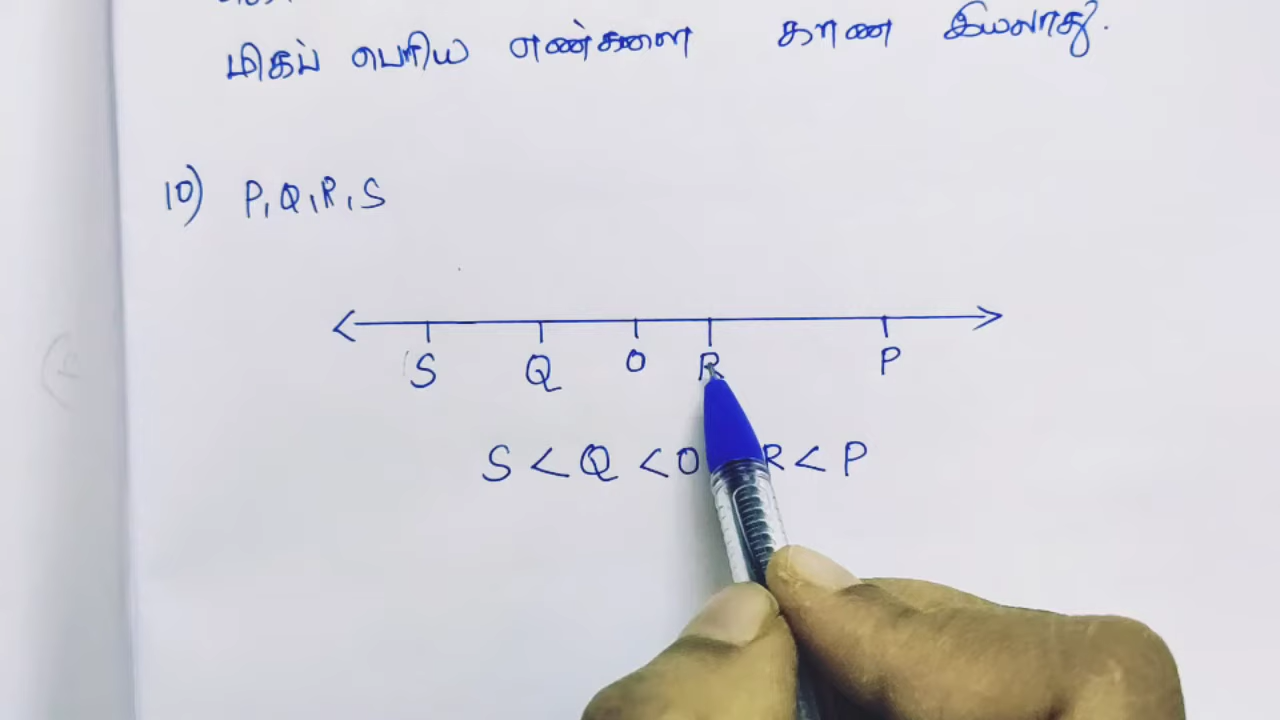 மிகப் பெரிய எண்களை காண இயலாது.
10) P, Q, R, S
S Q 0 R P
S < Q < 0 R < P